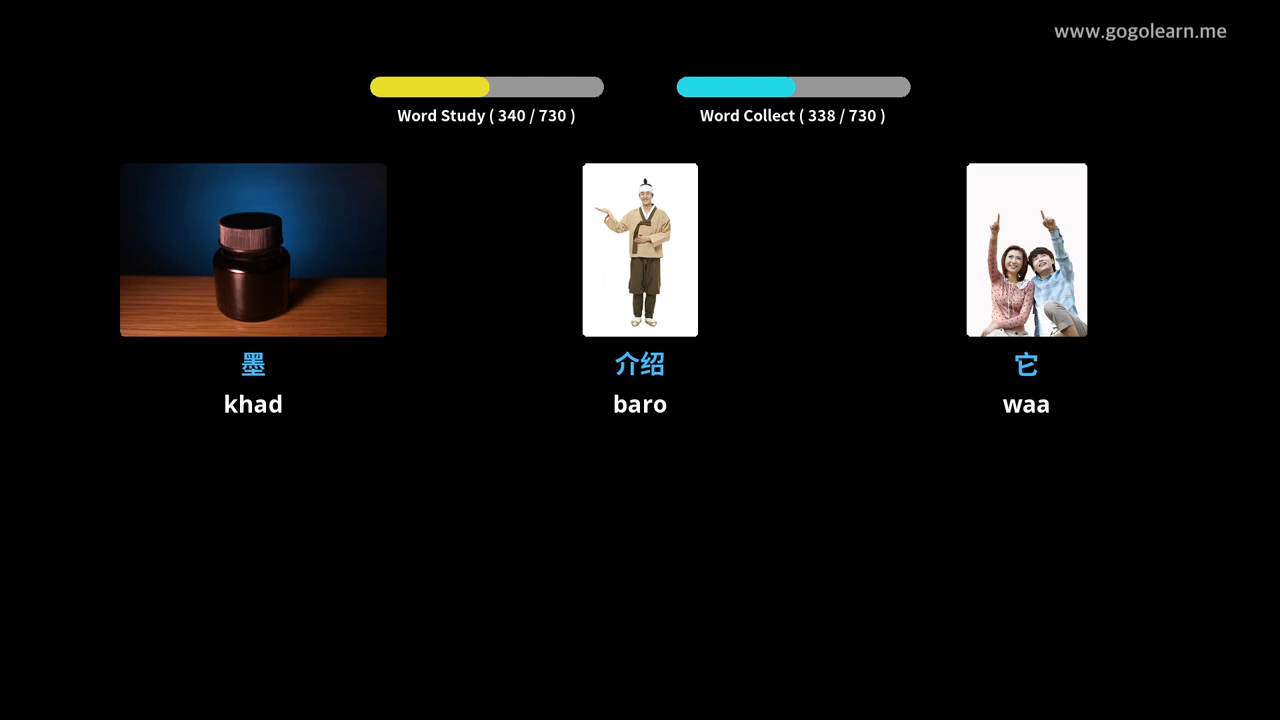 www.gogolearn.me
Word Study ( 340 / 730 )
Word Collect ( 338 / 730 )
墨
khad
介绍
baro
它
waa